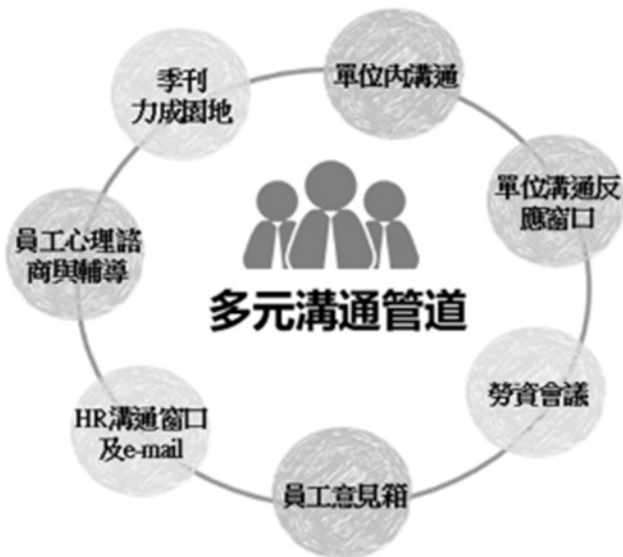 季刊
力成園地
單位內溝通
單位溝通反
應窗口
員工心理諮
商與輔導
多元溝通管道
勞資會議
HR溝通窗口
及e-mail
員工意見箱